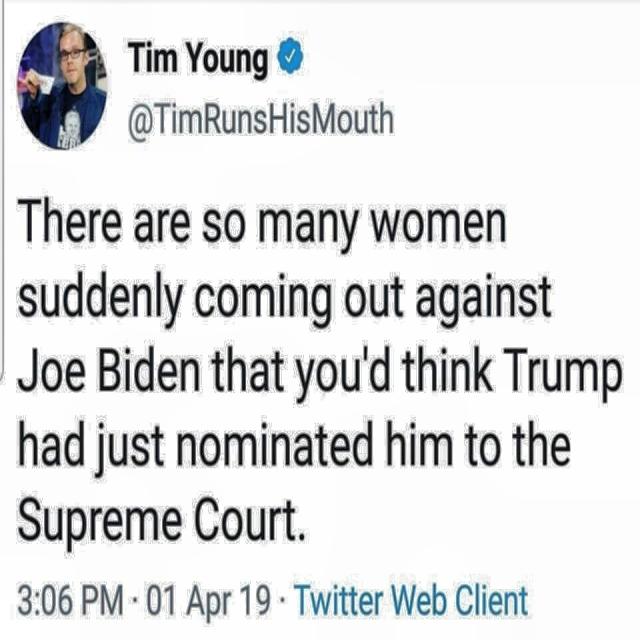 Tim Young
@TimRunsHisMouth
There are so many women
suddenly coming out against
Joe Biden that you'd think Trump
had just nominated him to the
Supreme Court.
3:06 PM · 01 Apr 19 · Twitter Web Client